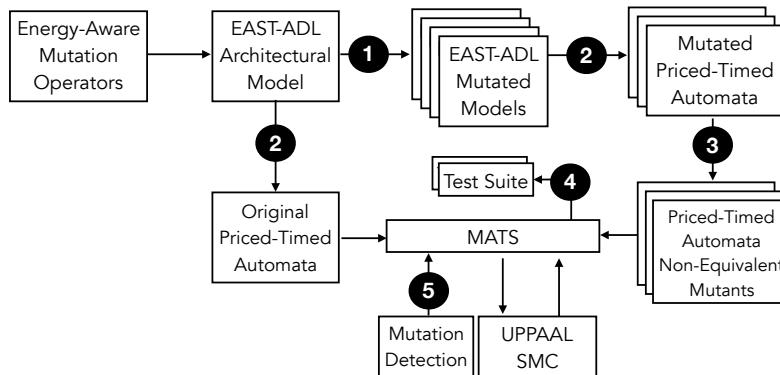 Energy-Aware
Mutation
Operators
EAST-ADL
Architectural
Model
1
EAST-ADL
Mutated
Models
2
Mutated
Priced-Timed
Automata
2
3
Test Suite
4
Original
Priced-Timed
Automata
MATS
Priced-Timed
Automata
Non-Equivalent
Mutants
5
Mutation
Detection
UPPAAL
SMC